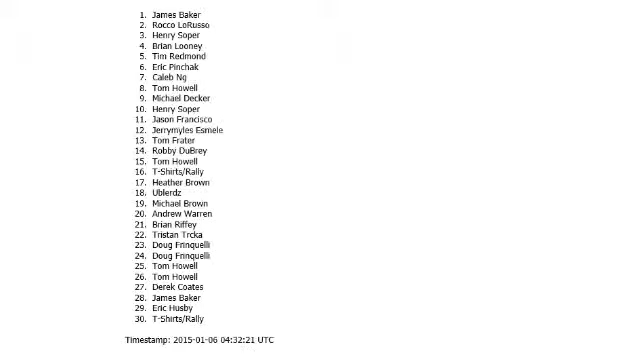 1. James Baker
2. Rocco LoRusso
3. Henry Soper
4. Brian Looney
5. Tim Redmond
6. Eric Pinchak
7. Caleb Ng
8. Tom Howell
9. Michael Decker
10. Henry Soper
11. Jason Francisco
12. Jerrymyles Esmele
13. Tom Frater
14. Robby DuBrey
15. Tom Howell
16. T-Shirts/Rally
17. Heather Brown
18. Ublerdz
19. Michael Brown
20. Andrew Warren
21. Brian Riffey
22. Tristan Trcka
23. Doug Frinquelli
24. Doug Frinquelli
25. Tom Howell
26. Tom Howell
27. Derek Coates
28. James Baker
29. Eric Husby
30. T-Shirts/Rally
Timestamp: 2015-01-06 04:32:21 UTC